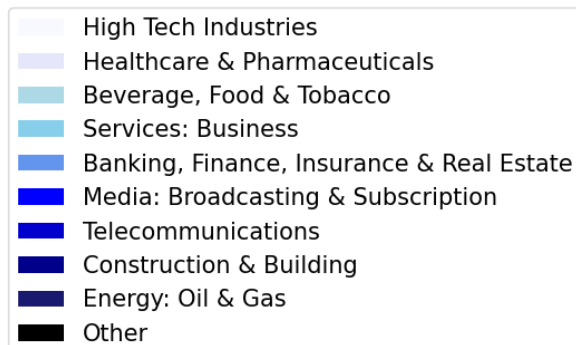 High Tech Industries
Healthcare & Pharmaceuticals
Beverage, Food & Tobacco
Services: Business
Banking, Finance, Insurance & Real Estate
Media: Broadcasting & Subscription
Telecommunications
Construction & Building
Energy: Oil & Gas
Other